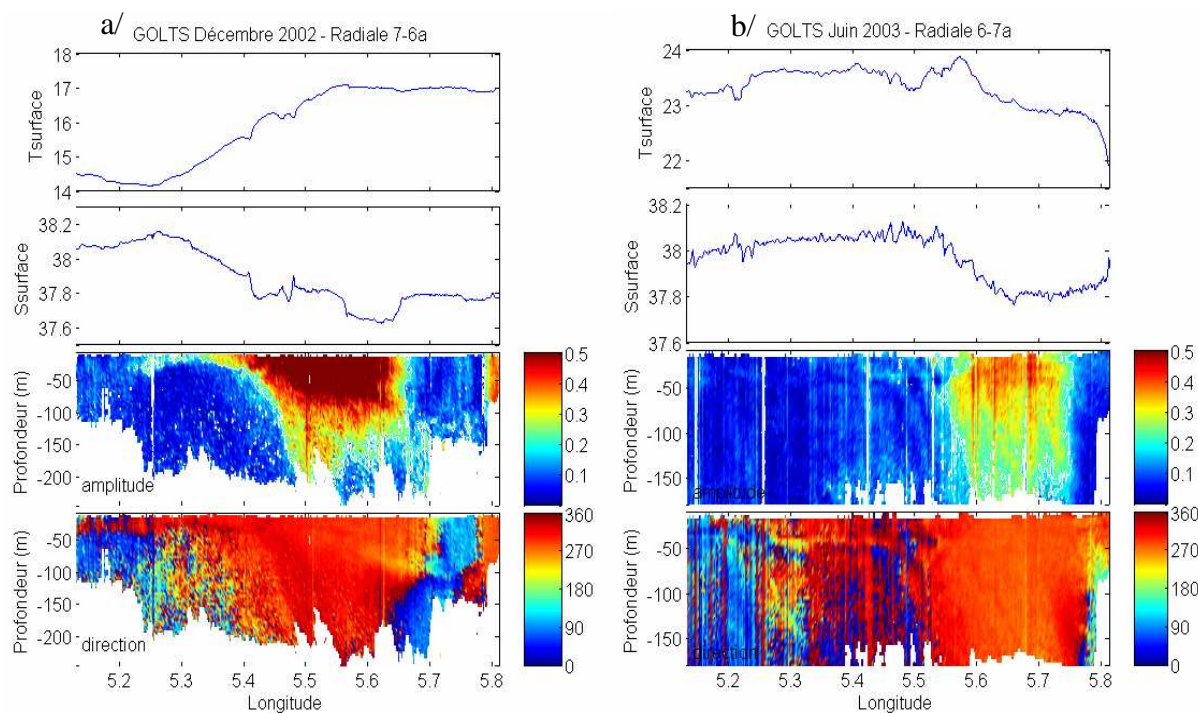 a/
GOLTS Décembre 2002 - Radiale 7-6a
18
17
16
15
14
Tsurface
38.2
38
37.8
37.6
Ssurface
-50
-100
-150
-200
Profondeur (m)
amplitude
0.5
0.4
0.3
0.2
0.1
-50
-100
-150
-200
Profondeur (m)
direction
360
270
180
90
0
5.2 5.3 5.4 5.5 5.6 5.7 5.8
Longitude
b/
GOLTS Juin 2003 - Radiale 6-7a
24
23
22
Tsurface
38.2
38
37.8
37.6
Ssurface
-50
-100
-150
Profondeur (m)
amplitude
0.5
0.4
0.3
0.2
0.1
-50
-100
-150
Profondeur (m)
direction
360
270
180
90
0
5.2 5.3 5.4 5.5 5.6 5.7 5.8
Longitude